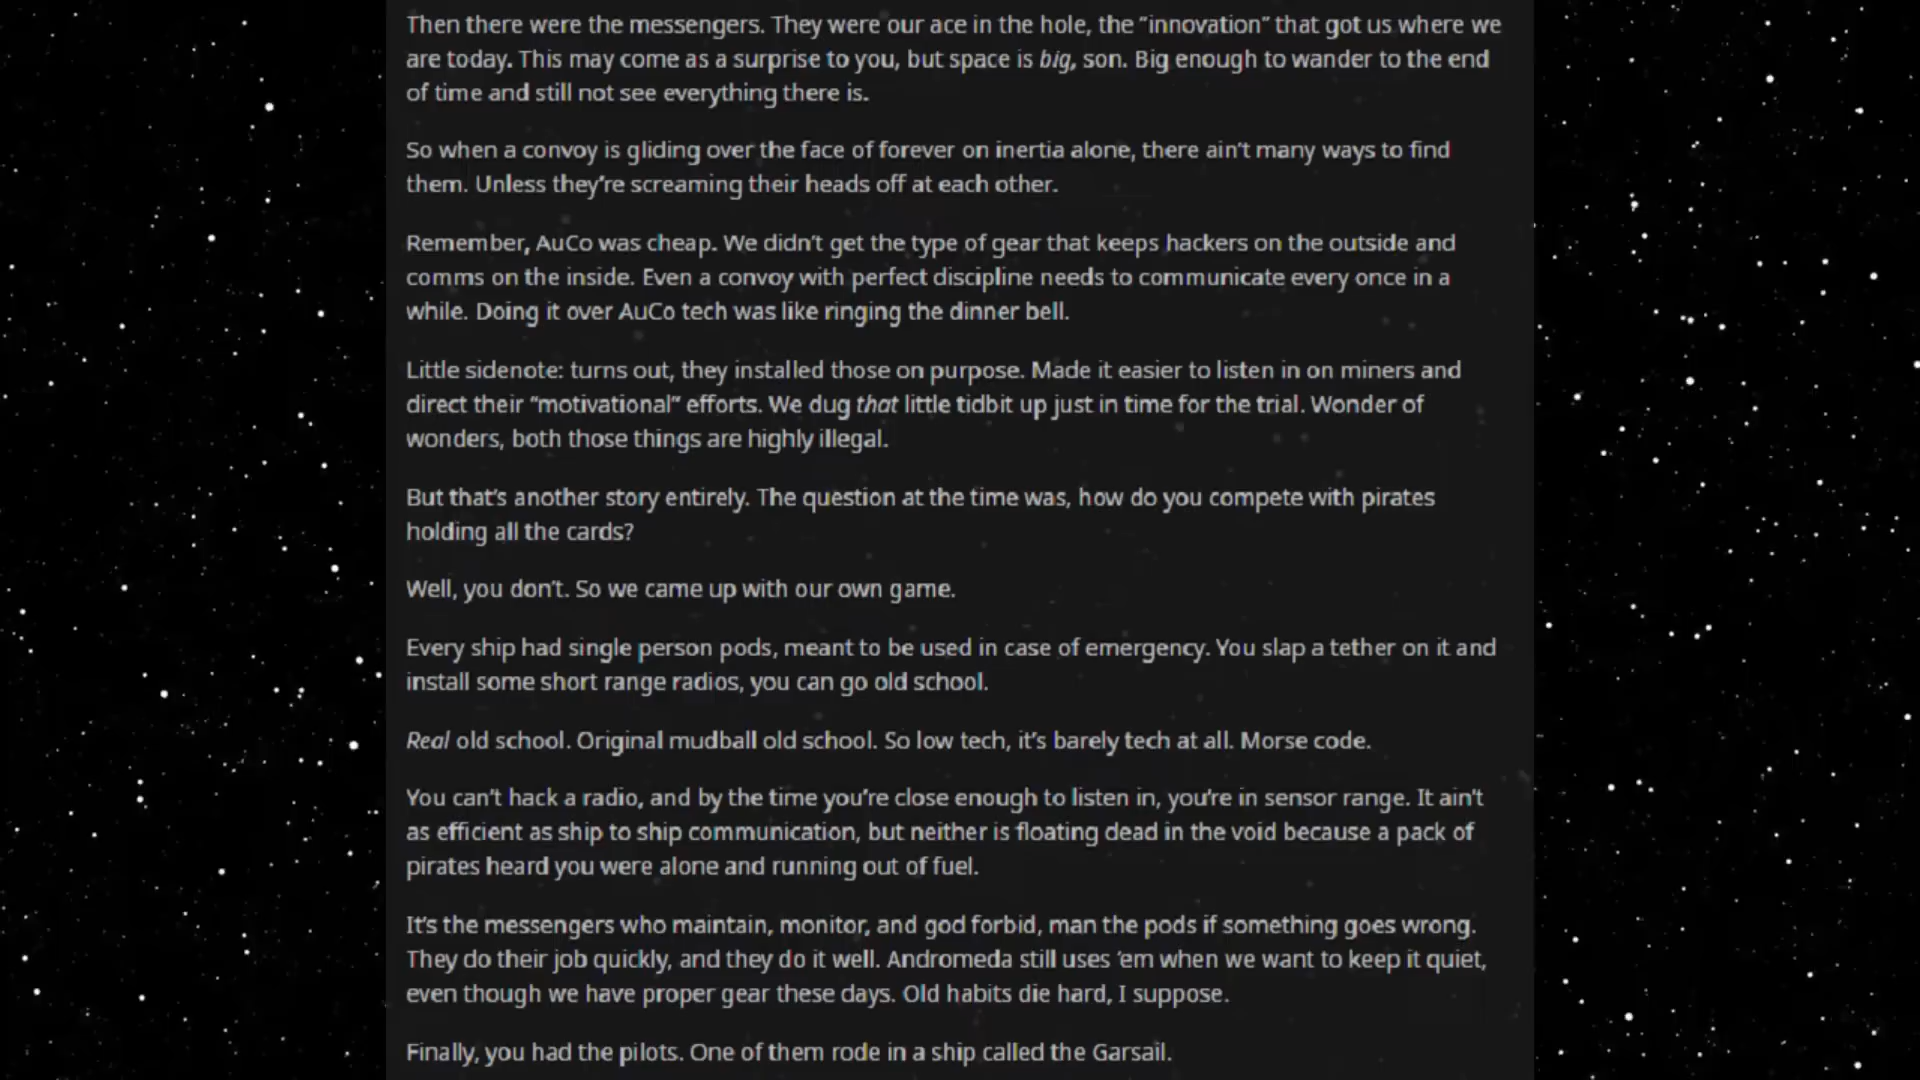 Then there were the messengers. They were our ace in the hole, the “innovation” that got us where we
are today. This may come as a surprise to you, but space is big, son. Big enough to wander to the end
of time and still not see everything there is.
So when a convoy is gliding over the face of forever on inertia alone, there ain’t many ways to find
them. Unless they’re screaming their heads off at each other.
Remember, AuCo was cheap. We didn’t get the type of gear that keeps hackers on the outside and
comms on the inside. Even a convoy with perfect discipline needs to communicate every once in a
while. Doing it over AuCo tech was like ringing the dinner bell.
Little sidenote: turns out, they installed those on purpose. Made it easier to listen in on miners and
direct their “motivational” efforts. We dug that little tidbit up just in time for the trial. Wonder of
wonders, both those things are highly illegal.
But that’s another story entirely. The question at the time was, how do you compete with pirates
holding all the cards?
Well, you don’t. So we came up with our own game.
Every ship had single person pods, meant to be used in case of emergency. You slap a tether on it and
install some short range radios, you can go old school.
Real old school. Original mudball old school. So low tech, it’s barely tech at all. Morse code.
You can’t hack a radio, and by the time you’re close enough to listen in, you’re in sensor range. It ain’t
as efficient as ship to ship communication, but neither is floating dead in the void because a pack of
pirates heard you were alone and running out of fuel.
It’s the messengers who maintain, monitor, and god forbid, man the pods if something goes wrong.
They do their job quickly, and they do it well. Andromeda still uses ‘em when we want to keep it quiet,
even though we have proper gear these days. Old habits die hard, I suppose.
Finally, you had the pilots. One of them rode in a ship called the Garsail.